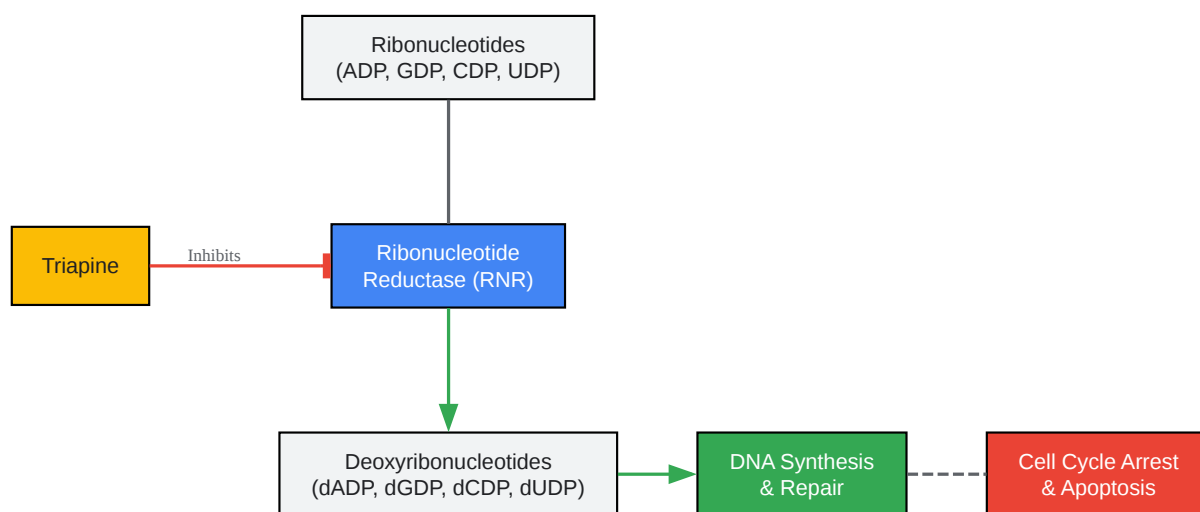 Ribonucleotides
(ADP, GDP, CDP, UDP)
Triapine
Inhibits
Ribonucleotide
Reductase (RNR)
Deoxyribonucleotides
(dADP, dGDP, dCDP, dUDP)
DNA Synthesis
& Repair
Cell Cycle Arrest
& Apoptosis